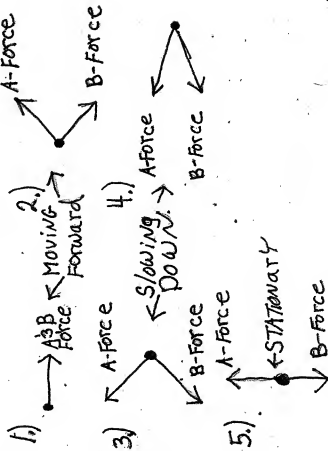 1.)
A&B
Force
MOVING
Forward
2.)
A-Force
B-Force
3.)
A-Force
B-Force
Slowing
DOWN.
4.)
A-Force
B-Force
5.)
A-Force
STATIONARY
B-Force